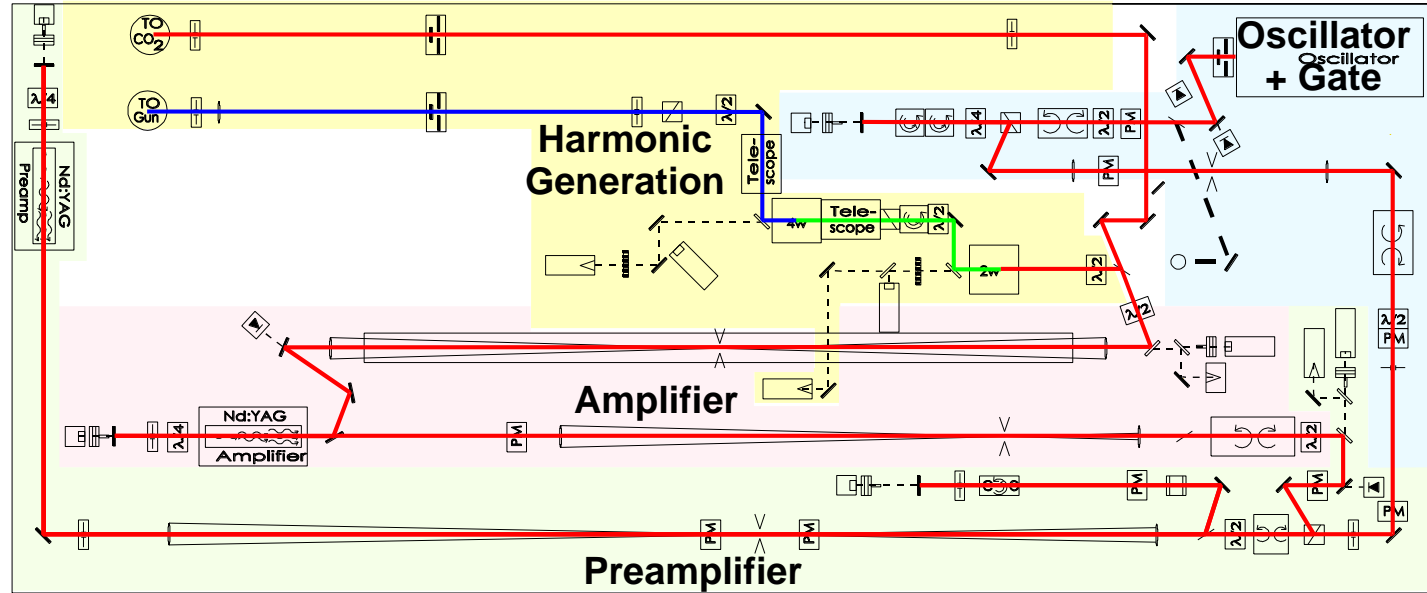 TO
CO2
Oscillator
Oscillator
+ Gate
λ/4
TO
Gun
λ/2
λ/4
λ/2
PM
Harmonic
Generation
Tele-
scope
PM
Nd:YAG
Preamp
4w
Tele-
scope
λ/2
2w
λ/2
λ/2
λ/2
PM
Amplifier
Nd:YAG
λ/4
Amplifier
PM
λ/2
PM
PM
PM
PM
PM
λ/2
Preamplifier